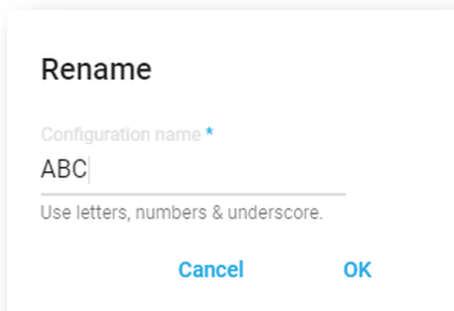 Rename
Configuration name *
ABC
Use letters, numbers & underscore.
Cancel OK